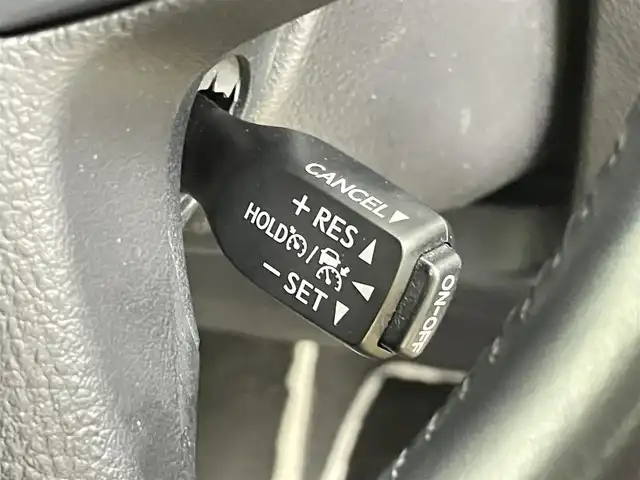 CANCEL▼
+ RES ▲
HOLD / ◀
− SET ▼
ON-OFF